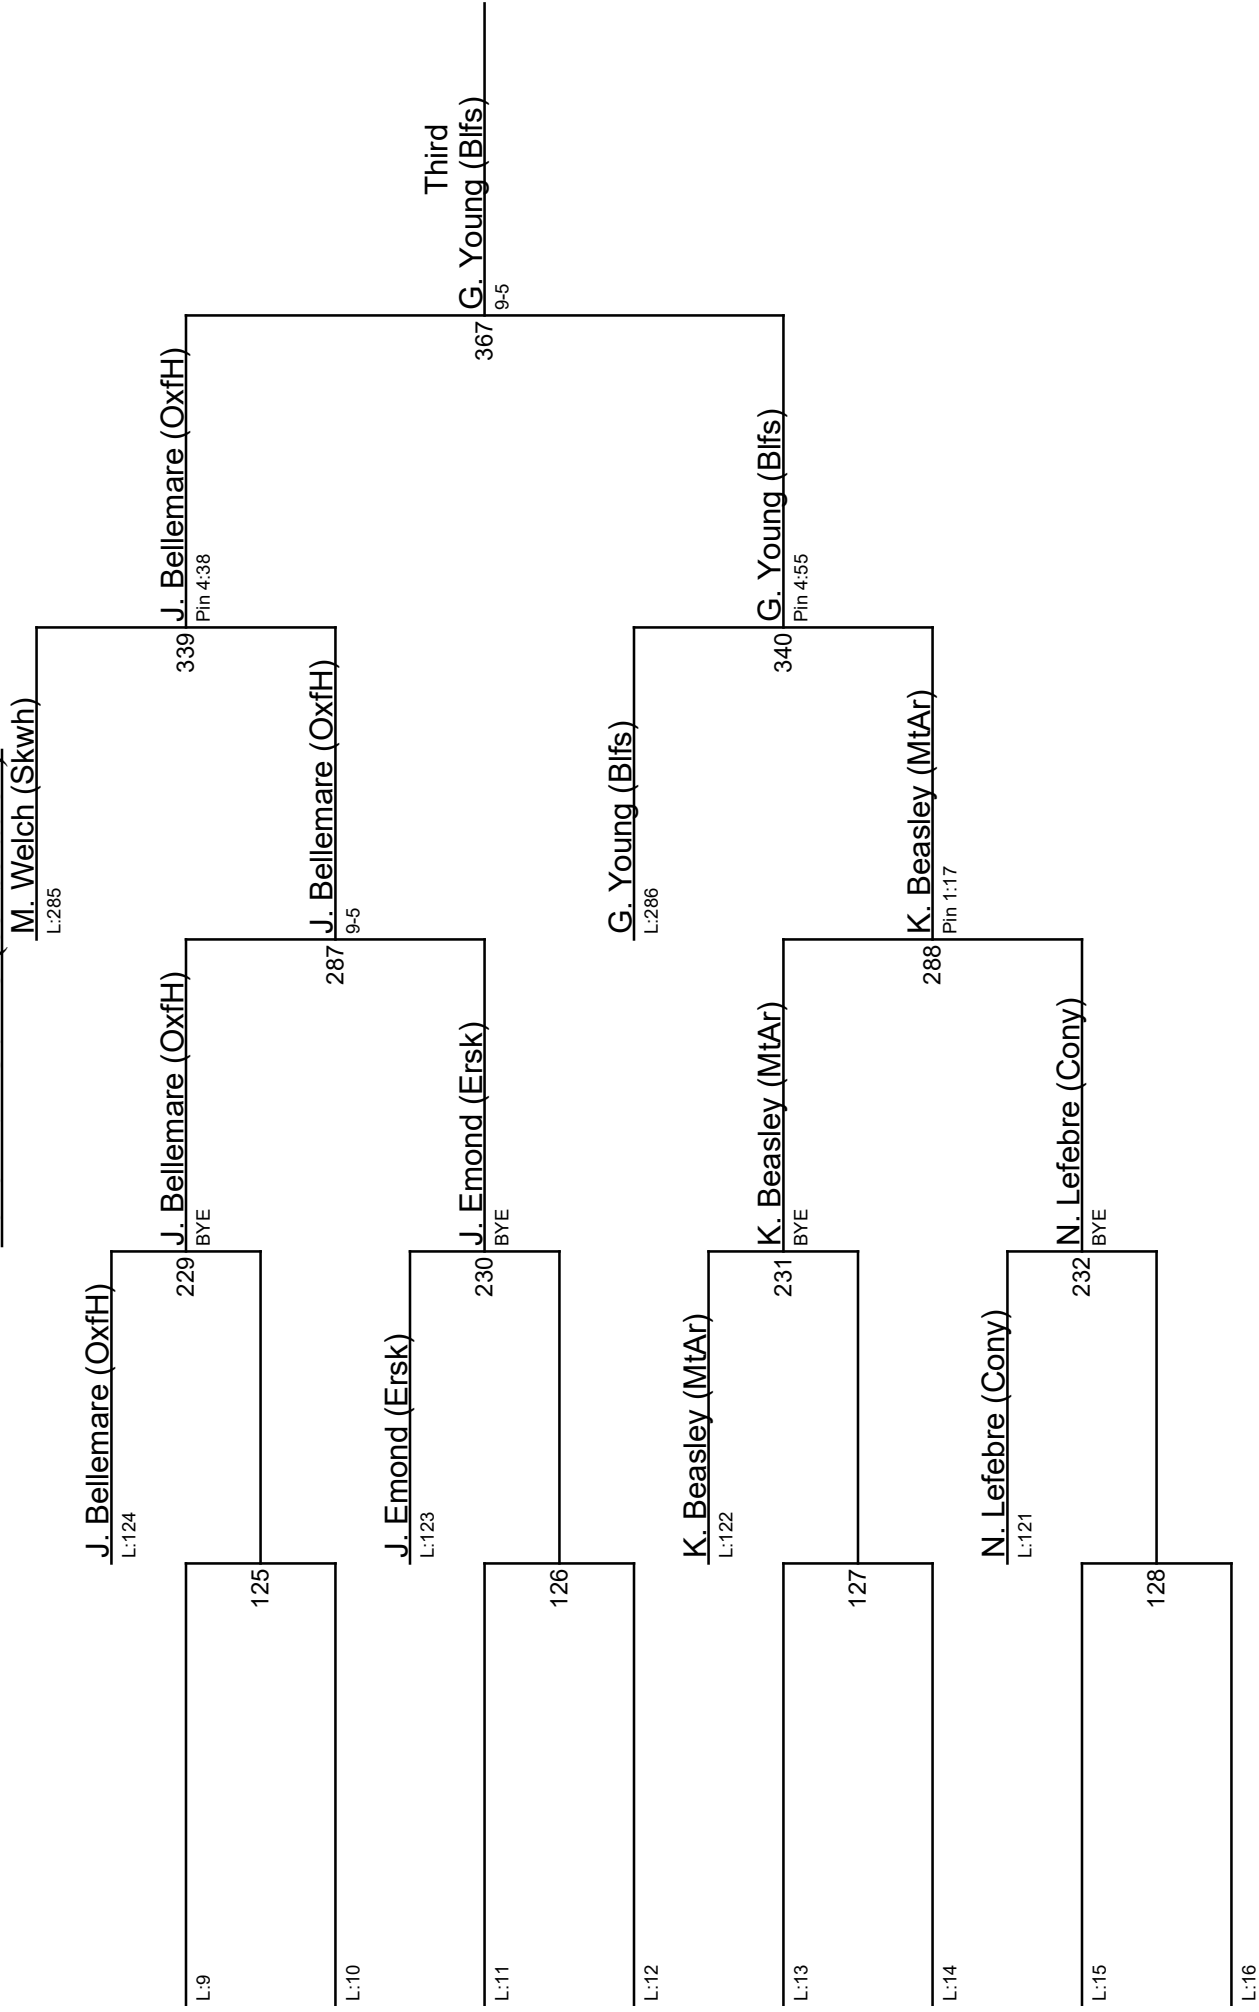 L:9
L:10
L:11
L:12
L:13
L:14
L:15
L:16
125
126
127
128
J. Bellemare (OxfH)
L:124
J. Emond (Ersk)
L:123
K. Beasley (MtAr)
L:122
N. Lefebre (Cony)
L:121
229
230
231
232
J. Bellemare (OxfH)
BYE
J. Emond (Ersk)
BYE
K. Beasley (MtAr)
BYE
N. Lefebre (Cony)
BYE
287
288
M. Welch (Skwh)
L:285
J. Bellemare (OxfH)
9-5
G. Young (Blfs)
L:286
K. Beasley (MtAr)
Pin 1:17
339
340
J. Bellemare (OxfH)
Pin 4:38
G. Young (Blfs)
Pin 4:55
367
Third
G. Young (Blfs)
9-5